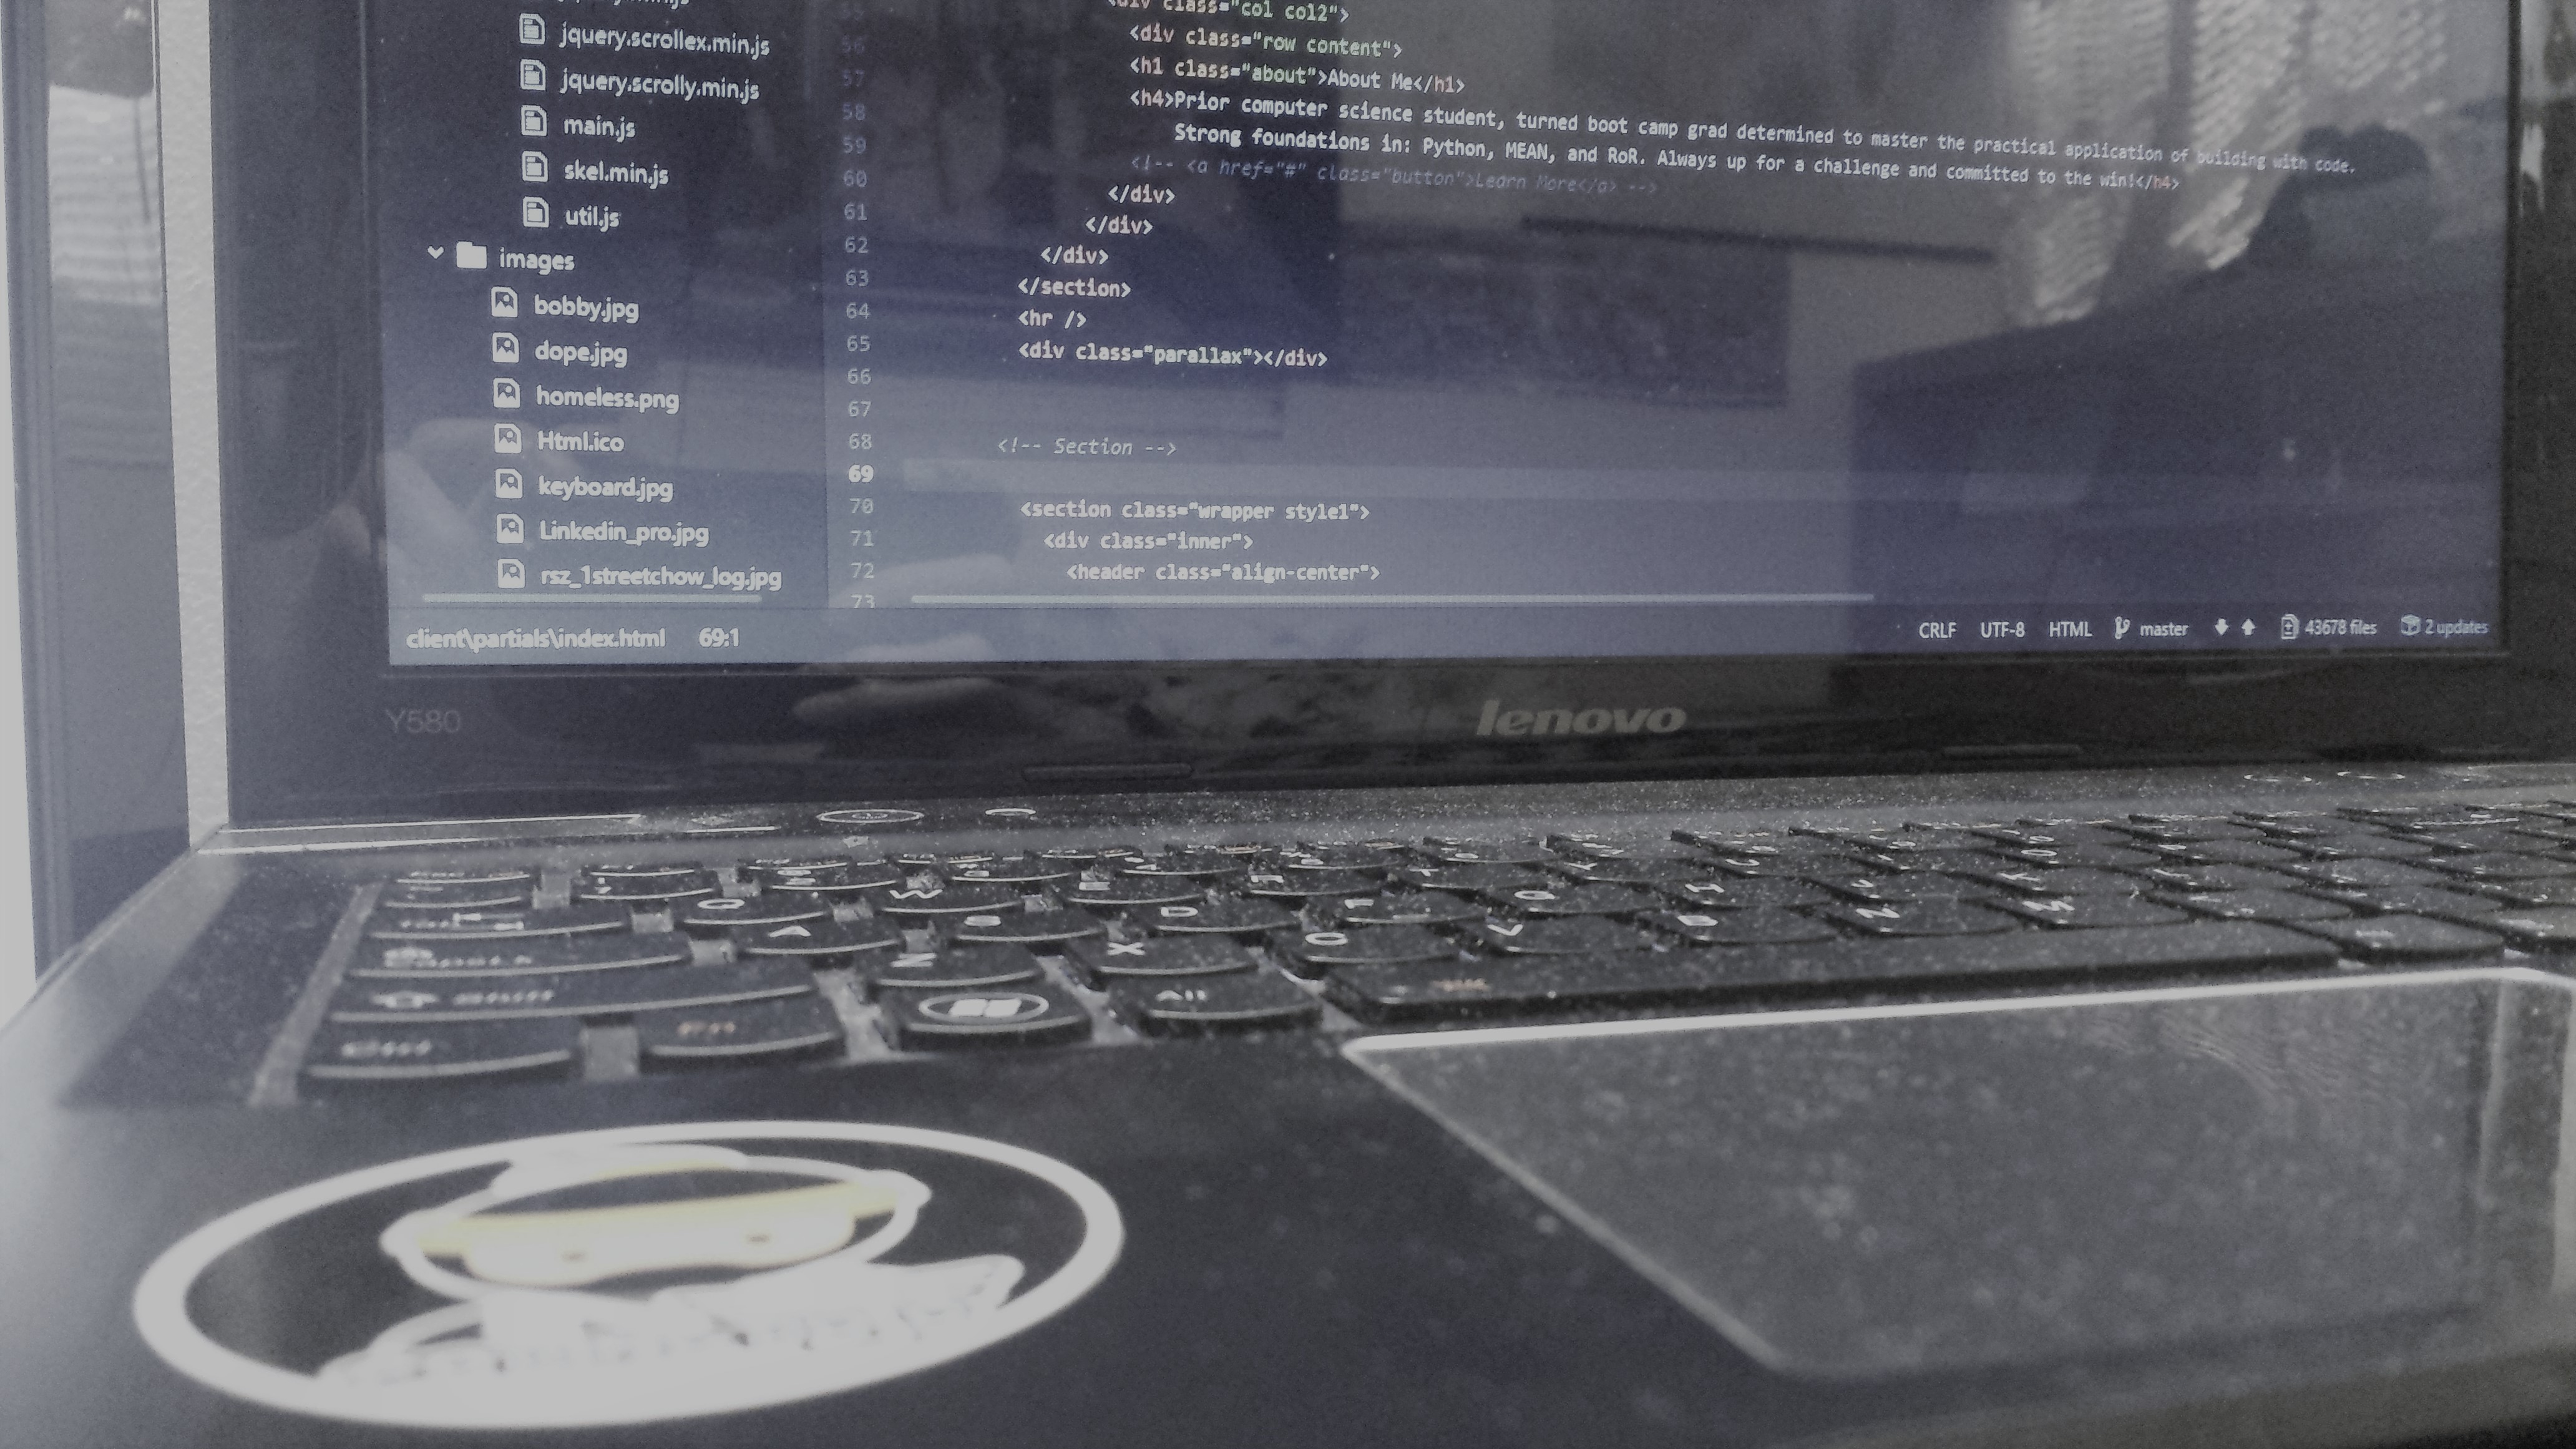 jquery.scrollex.min.js
jquery.scrolly.min.js
main.js
skel.min.js
util.js
images
bobby.jpg
dope.jpg
homeless.png
Html.ico
keyboard.jpg
Linkedin_pro.jpg
rsz_1streetchow_log.jpg
<div class="col col2">
56 <div class="row content">
57 <h1 class="about">About Me</h1>
58 <h4>Prior computer science student, turned boot camp grad determined to master the practical application of building with code.
59 Strong foundations in: Python, MEAN, and RoR. Always up for a challenge and committed to the win!</h4>
60 <!-- <a href="#" class="button">Learn More</a> -->
61 </div>
62 </div>
63 </div>
64 </section>
65 <hr />
66 <div class="parallax"></div>
67
68
69 <!-- Section -->
70
71 <section class="wrapper style1">
72 <div class="inner">
73 <header class="align-center">
client\partials\index.html 69:1
CRLF UTF-8 HTML master 43678 files 2 updates
Y580
lenovo
Q W E R T
A S D F G H J
Z X C V B N M
Alt